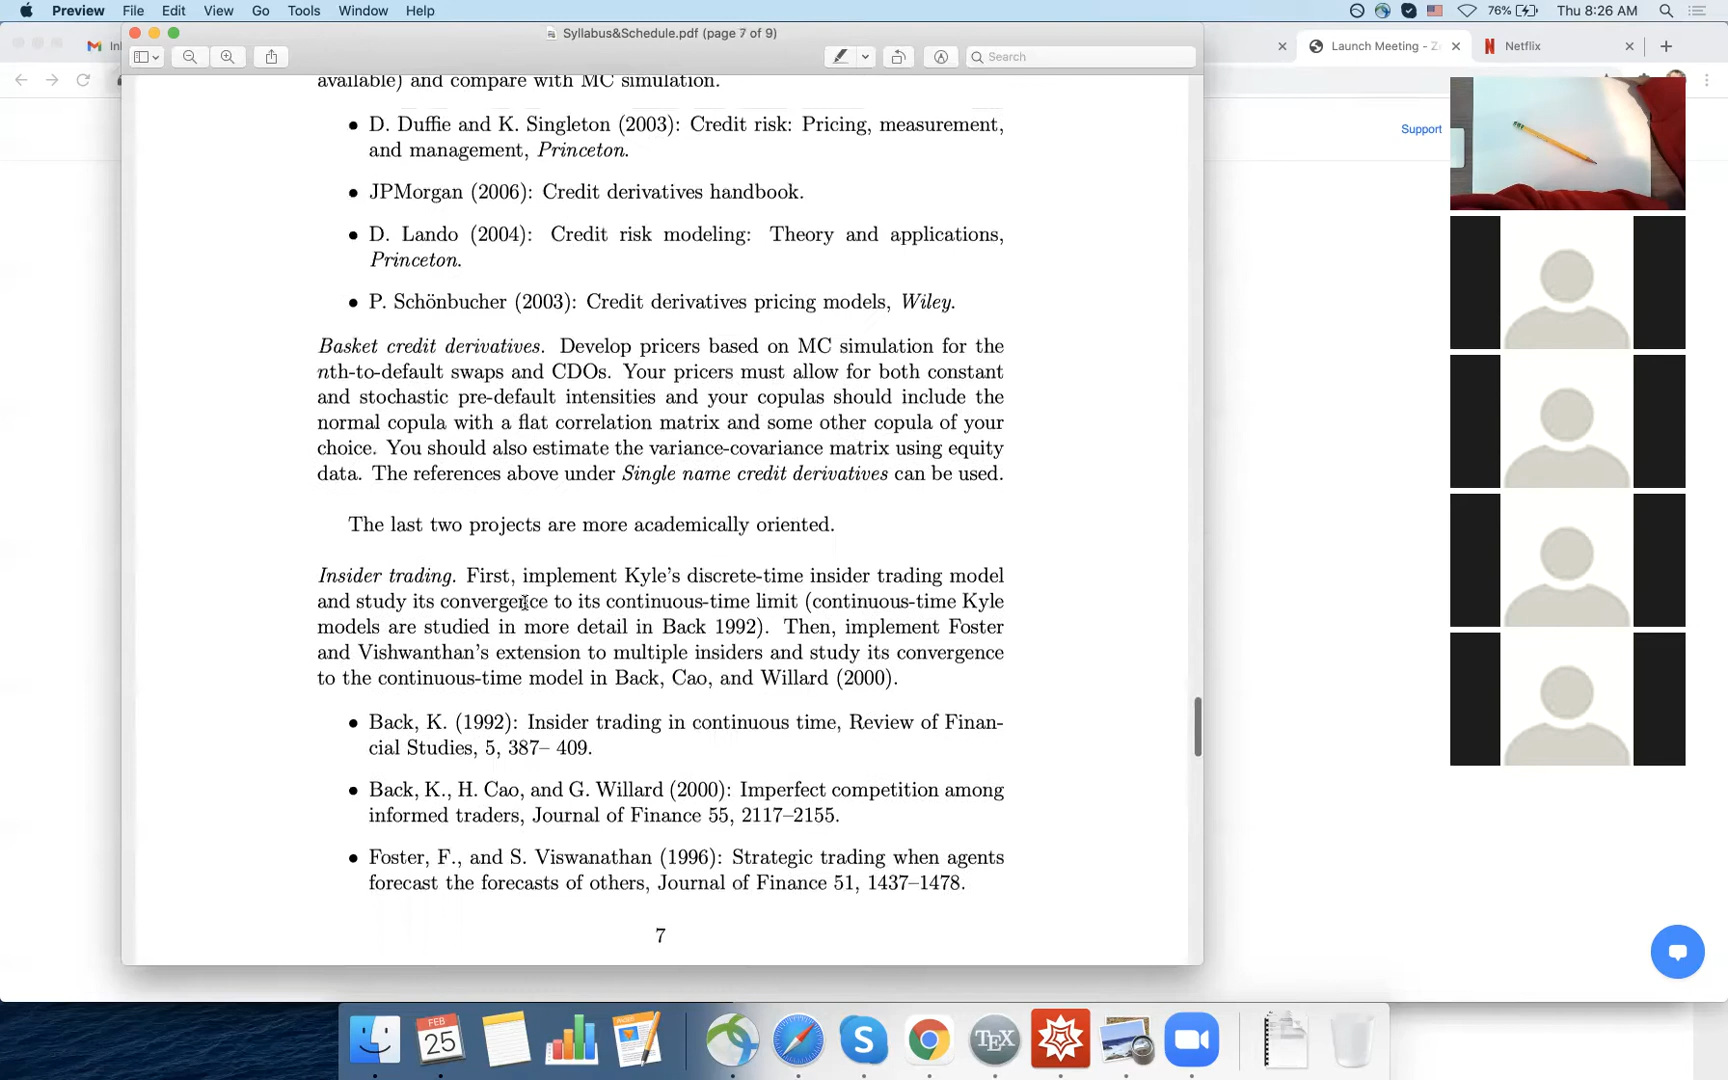 Preview File Edit View Go Tools Window Help
76% Thu 8:26 AM
Syllabus&Schedule.pdf (page 7 of 9)
Launch Meeting - Z
Netflix
Search
Support
available) and compare with MC simulation.
• D. Duffie and K. Singleton (2003): Credit risk: Pricing, measurement,
and management, Princeton.
• JPMorgan (2006): Credit derivatives handbook.
• D. Lando (2004): Credit risk modeling: Theory and applications,
Princeton.
• P. Schönbucher (2003): Credit derivatives pricing models, Wiley.
Basket credit derivatives. Develop pricers based on MC simulation for the
nth-to-default swaps and CDOs. Your pricers must allow for both constant
and stochastic pre-default intensities and your copulas should include the
normal copula with a flat correlation matrix and some other copula of your
choice. You should also estimate the variance-covariance matrix using equity
data. The references above under Single name credit derivatives can be used.
The last two projects are more academically oriented.
Insider trading. First, implement Kyle's discrete-time insider trading model
and study its convergence to its continuous-time limit (continuous-time Kyle
models are studied in more detail in Back 1992). Then, implement Foster
and Vishwanthan's extension to multiple insiders and study its convergence
to the continuous-time model in Back, Cao, and Willard (2000).
• Back, K. (1992): Insider trading in continuous time, Review of Finan-
cial Studies, 5, 387– 409.
• Back, K., H. Cao, and G. Willard (2000): Imperfect competition among
informed traders, Journal of Finance 55, 2117–2155.
• Foster, F., and S. Viswanathan (1996): Strategic trading when agents
forecast the forecasts of others, Journal of Finance 51, 1437–1478.
7
FEB
25
TEX